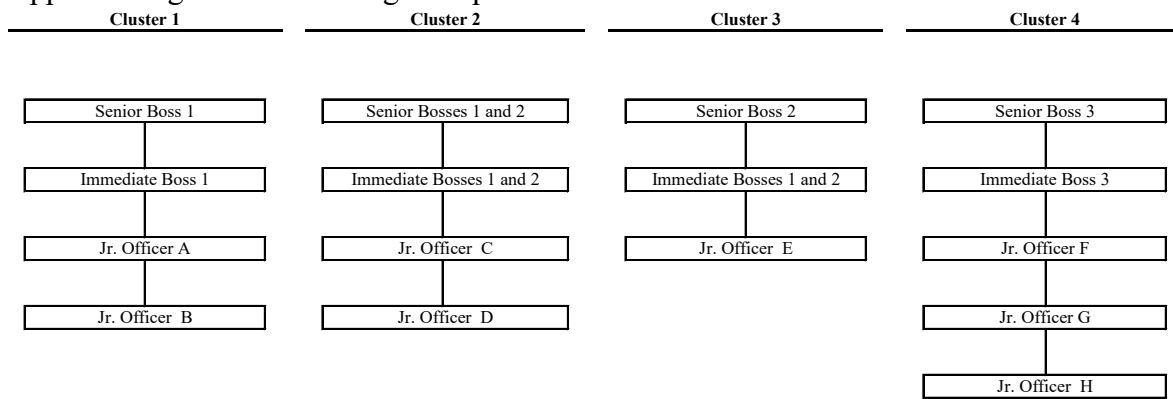 Cluster 1
Cluster 2
Cluster 3
Cluster 4
Senior Boss 1
Senior Bosses 1 and 2
Senior Boss 2
Senior Boss 3
Immediate Boss 1
Immediate Bosses 1 and 2
Immediate Bosses 1 and 2
Immediate Boss 3
Jr. Officer A
Jr. Officer C
Jr. Officer E
Jr. Officer F
Jr. Officer B
Jr. Officer D
Jr. Officer G
Jr. Officer H